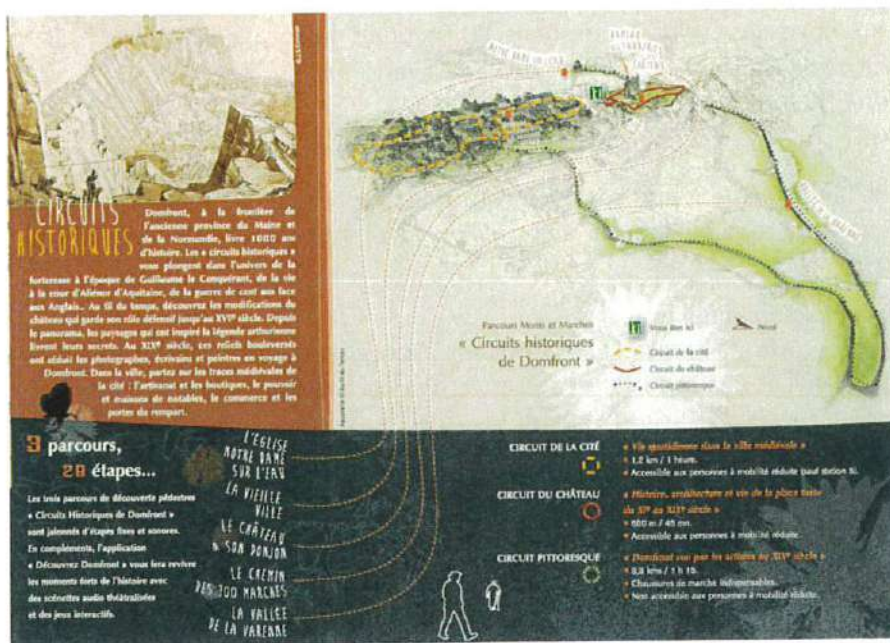 CIRCUITS
HISTORIQUES
Domfront, à la frontière de
l'ancienne province du Maine et
de la Normandie, livre 1000 ans
d'histoire. Les « circuits historiques »
vous plongent dans l'univers de la
forteresse à l'époque de Guillaume le Conquérant, de la vie
à la cour d'Aliénor d'Aquitaine, de la guerre de cent ans face
aux Anglais.. Au fil du temps, découvrez les modifications du
château qui garde son rôle défensif jusqu'au XVIe siècle. Depuis
le panorama, les paysages qui ont inspiré la légende arthurienne
livrent leurs secrets. Au XIXe siècle, ces reliefs bouleversés
ont séduit les photographes, écrivains et peintres en voyage à
Domfront. Dans la ville, partez sur les traces médiévales de
la cité : l'artisanat et les boutiques, le pouvoir
et maisons de notables, le commerce et les
portes du rempart.
NOTRE DAME SUR L'EAU
Parcours Monts et Marches
« Circuits historiques
de Domfront »
Vous êtes ici
Nord
Circuit de la cité
Circuit du château
Circuit pittoresque
3 parcours,
20 étapes...
Les trois parcours de découverte pédestres
« Circuits Historiques de Domfront »
sont jalonnés d'étapes fixes et sonores.
En compléments, l'application
« Découvrez Domfront » vous fera revivre
les moments forts de l'histoire avec
des scénettes audio théâtralisées
et des jeux interactifs.
L'ÉGLISE
NOTRE DAME
SUR L'EAU
LA VIEILLE
VILLE
LE CHÂTEAU
& SON DONJON
LE CHEMIN
DES 300 MARCHES
LA VALLÉE
DE LA VARENNE
CIRCUIT DE LA CITÉ
« Vie quotidienne dans la ville médiévale »
1,2 km / 1 heure.
Accessible aux personnes à mobilité réduite (sauf station 5).
CIRCUIT DU CHÂTEAU
« Histoire, architecture et vie de la place forte
du XIe au XIXe siècle »
600 m / 45 mn.
Accessible aux personnes à mobilité réduite.
CIRCUIT PITTORESQUE
« Domfront vue par les artistes au XIXe siècle »
/ 1 h 15.
Chaussures de marche indispensables.
Non accessible aux personnes à mobilité réduite.